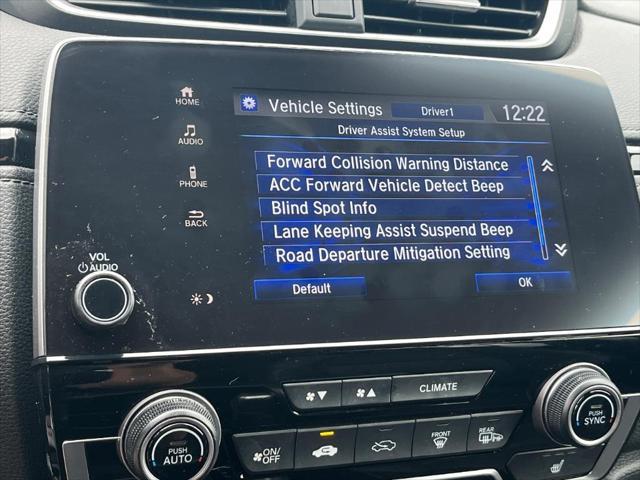 HOME
AUDIO
PHONE
BACK
VOL
AUDIO
Vehicle Settings Driver1 12:22
Driver Assist System Setup
Forward Collision Warning Distance
ACC Forward Vehicle Detect Beep
Blind Spot Info
Lane Keeping Assist Suspend Beep
Road Departure Mitigation Setting
Default OK
CLIMATE
PUSH
AUTO
ON/
OFF
FRONT
REAR
PUSH
SYNC